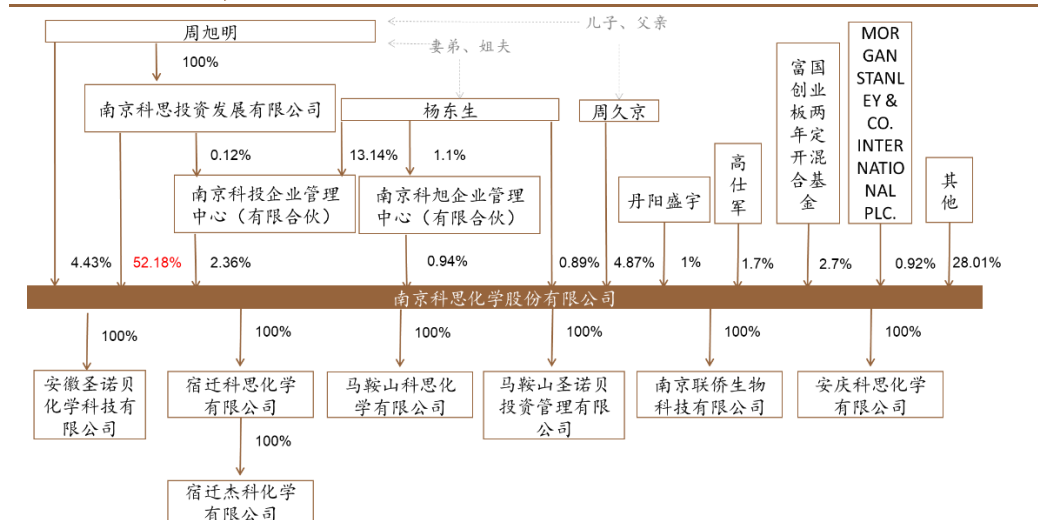 儿子、父亲
周旭明
妻弟、姐夫
100%
南京科思投资发展有限公司
杨东生
周久京
富国
创业
板两
年定
开混
合基
金
MOR
GAN
STANL
EY &
CO.
INTER
NATIO
NAL
PLC.
0.12%
13.14%
1.1%
南京科投企业管理
中心（有限合伙）
南京科旭企业管理
中心（有限合伙）
丹阳盛宇
高
仕
军
其
他
4.43%
52.18%
2.36%
0.94%
0.89%
4.87%
1%
1.7%
2.7%
0.92%
28.01%
南京科思化学股份有限公司
100%
100%
100%
100%
100%
100%
安徽圣诺贝
化学科技有
限公司
宿迁科思化学
有限公司
马鞍山科思化
学有限公司
马鞍山圣诺贝
投资管理有限
公司
南京联侨生物
科技有限公司
安庆科思化学
有限公司
100%
宿迁杰科化学
有限公司